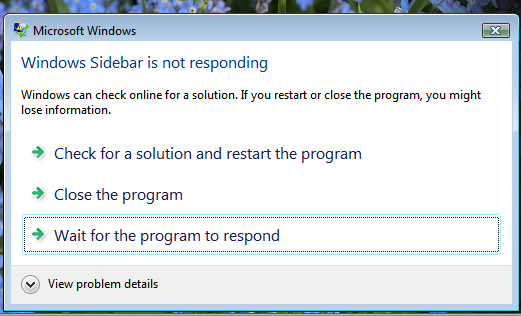 Microsoft Windows
Windows Sidebar is not responding
Windows can check online for a solution. If you restart or close the program, you might
lose information.
Check for a solution and restart the program
Close the program
Wait for the program to respond
View problem details